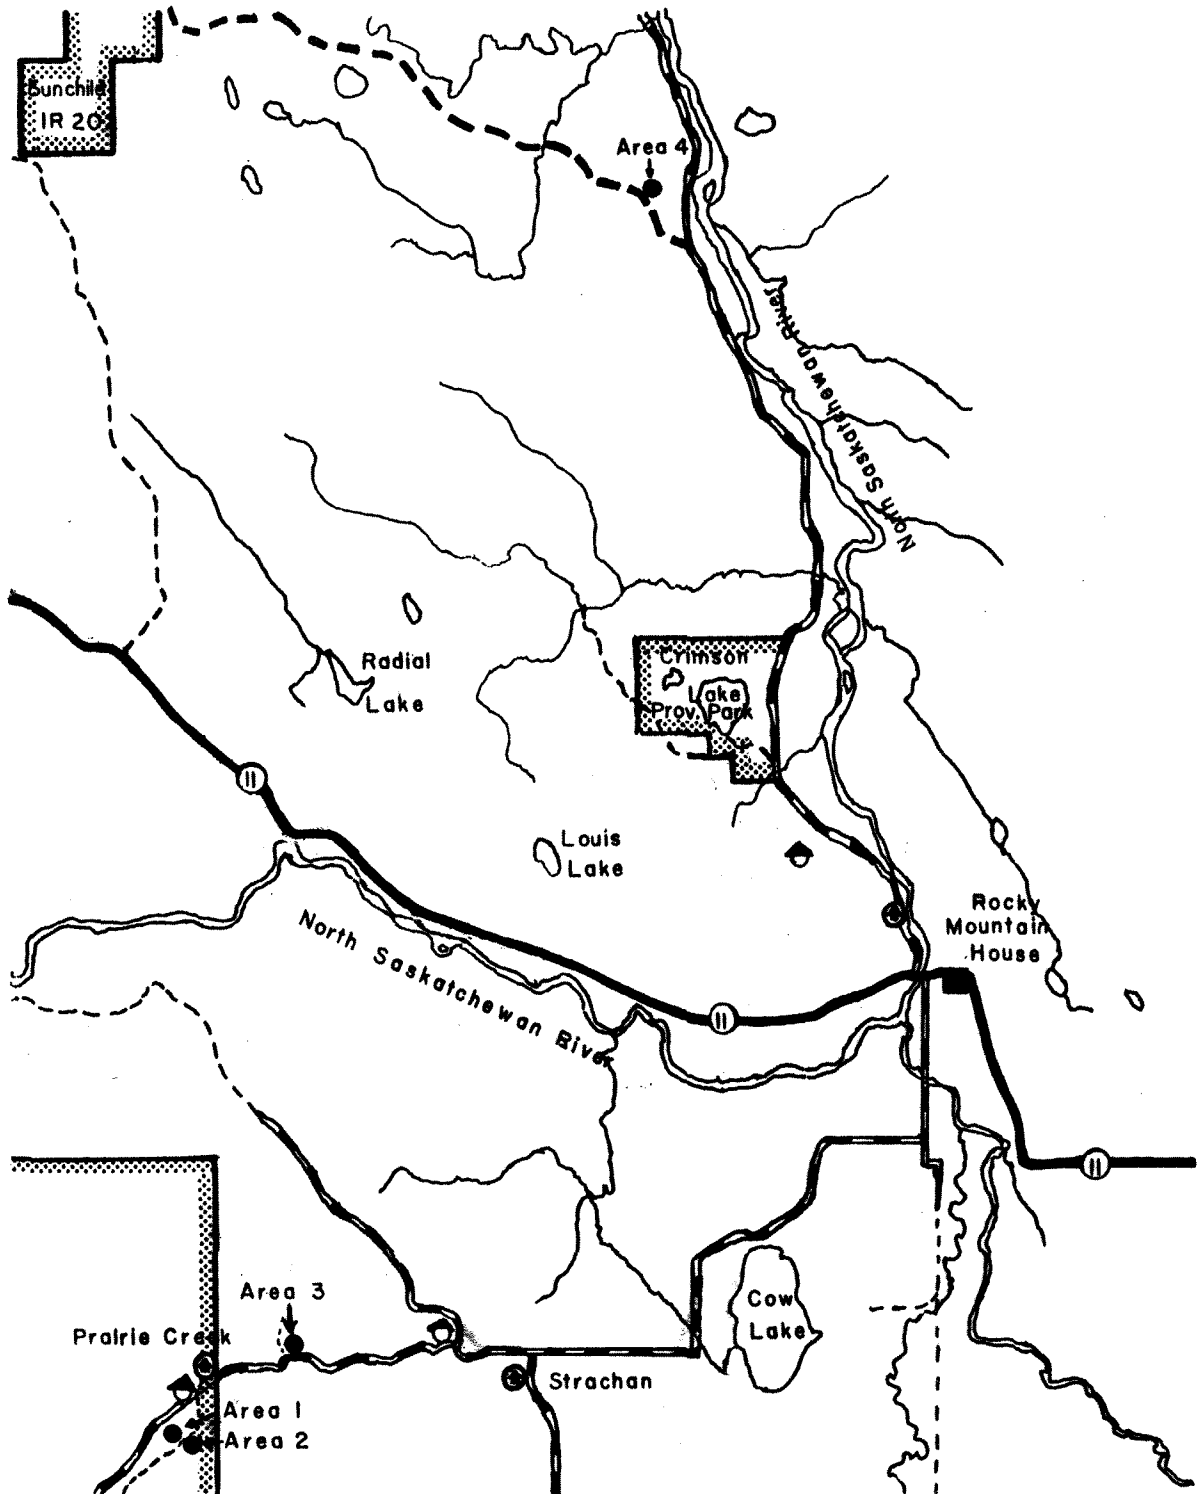 Sunchild
IR 20
Area 4
North Saskatchewan River
Crimson
Lake
Prov. Park
Radial
Lake
11
Louis
Lake
Rocky
Mountain
House
North Saskatchewan River
11
11
Area 3
Cow
Lake
Prairie Creek
Strachan
Area 1
Area 2